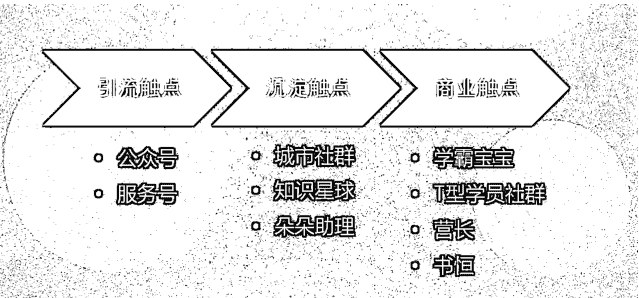 引流触点
沉淀触点
商业触点
公众号
服务号
城市社群
知识星球
朵朵助理
学霸宝宝
T型学员社群
营长
书恒